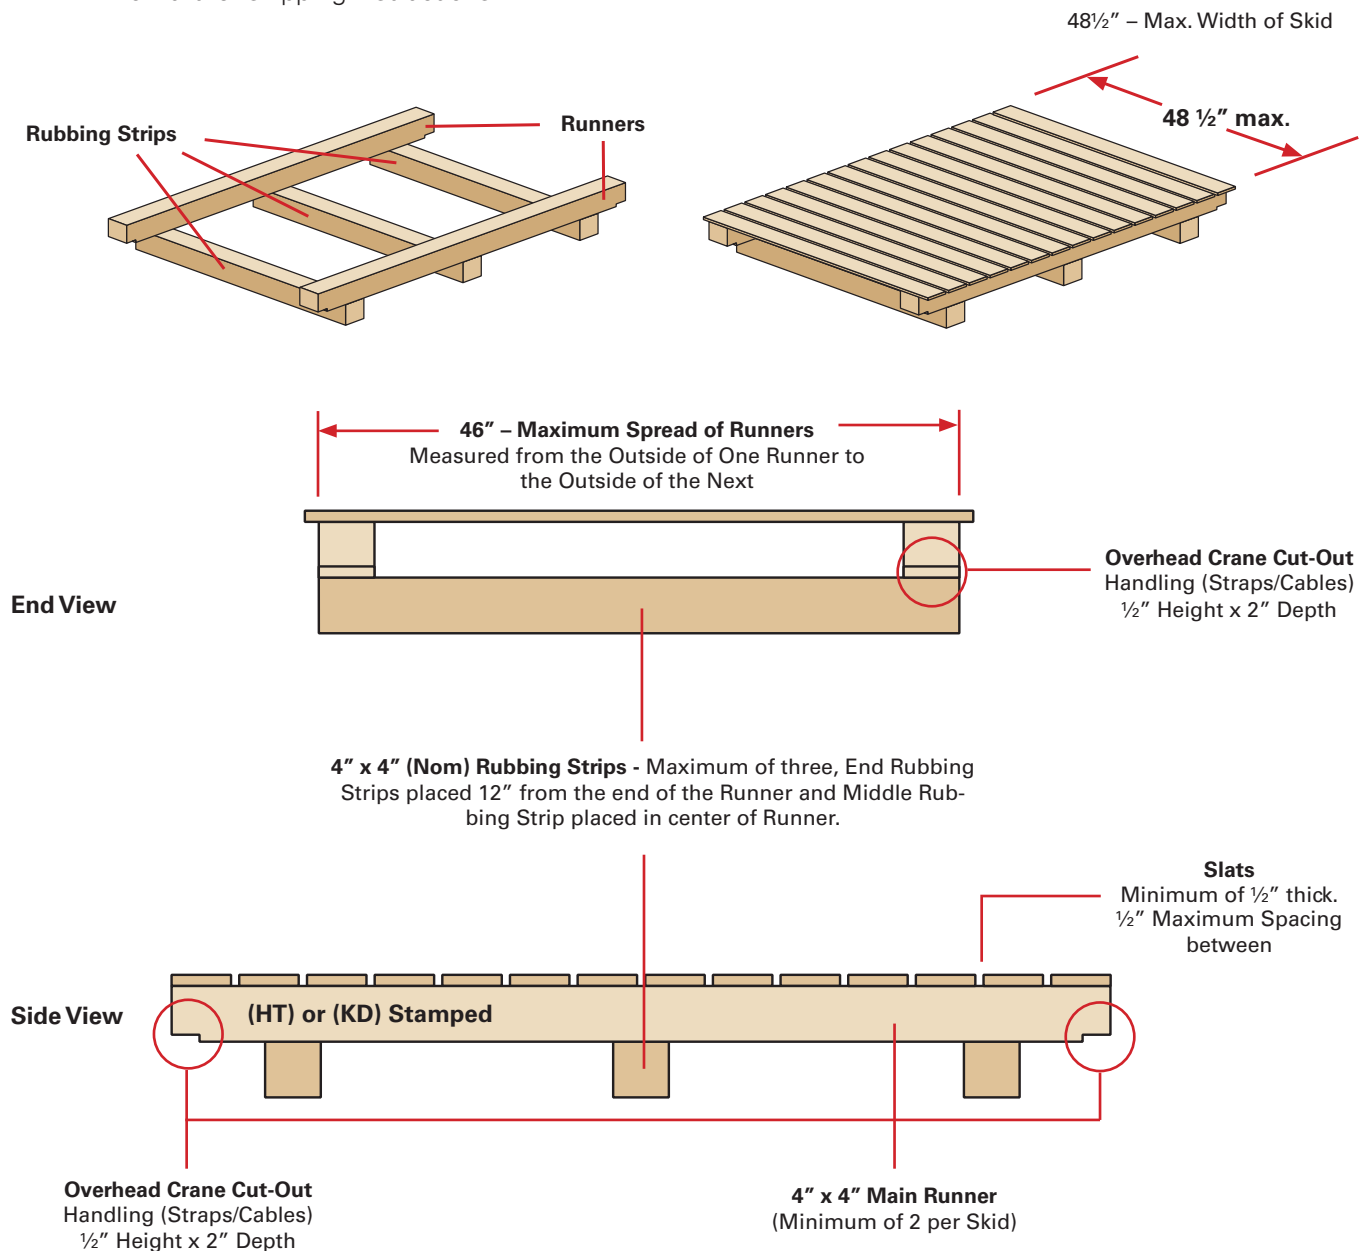 48½" – Max. Width of Skid
48 ½" max.
Rubbing Strips
Runners
46" – Maximum Spread of Runners
Measured from the Outside of One Runner to
the Outside of the Next
Overhead Crane Cut-Out
Handling (Straps/Cables)
½" Height x 2" Depth
End View
4" x 4" (Nom) Rubbing Strips - Maximum of three, End Rubbing
Strips placed 12" from the end of the Runner and Middle Rub-
bing Strip placed in center of Runner.
Slats
Minimum of ½" thick.
½" Maximum Spacing
between
Side View
(HT) or (KD) Stamped
Overhead Crane Cut-Out
Handling (Straps/Cables)
½" Height x 2" Depth
4" x 4" Main Runner
(Minimum of 2 per Skid)